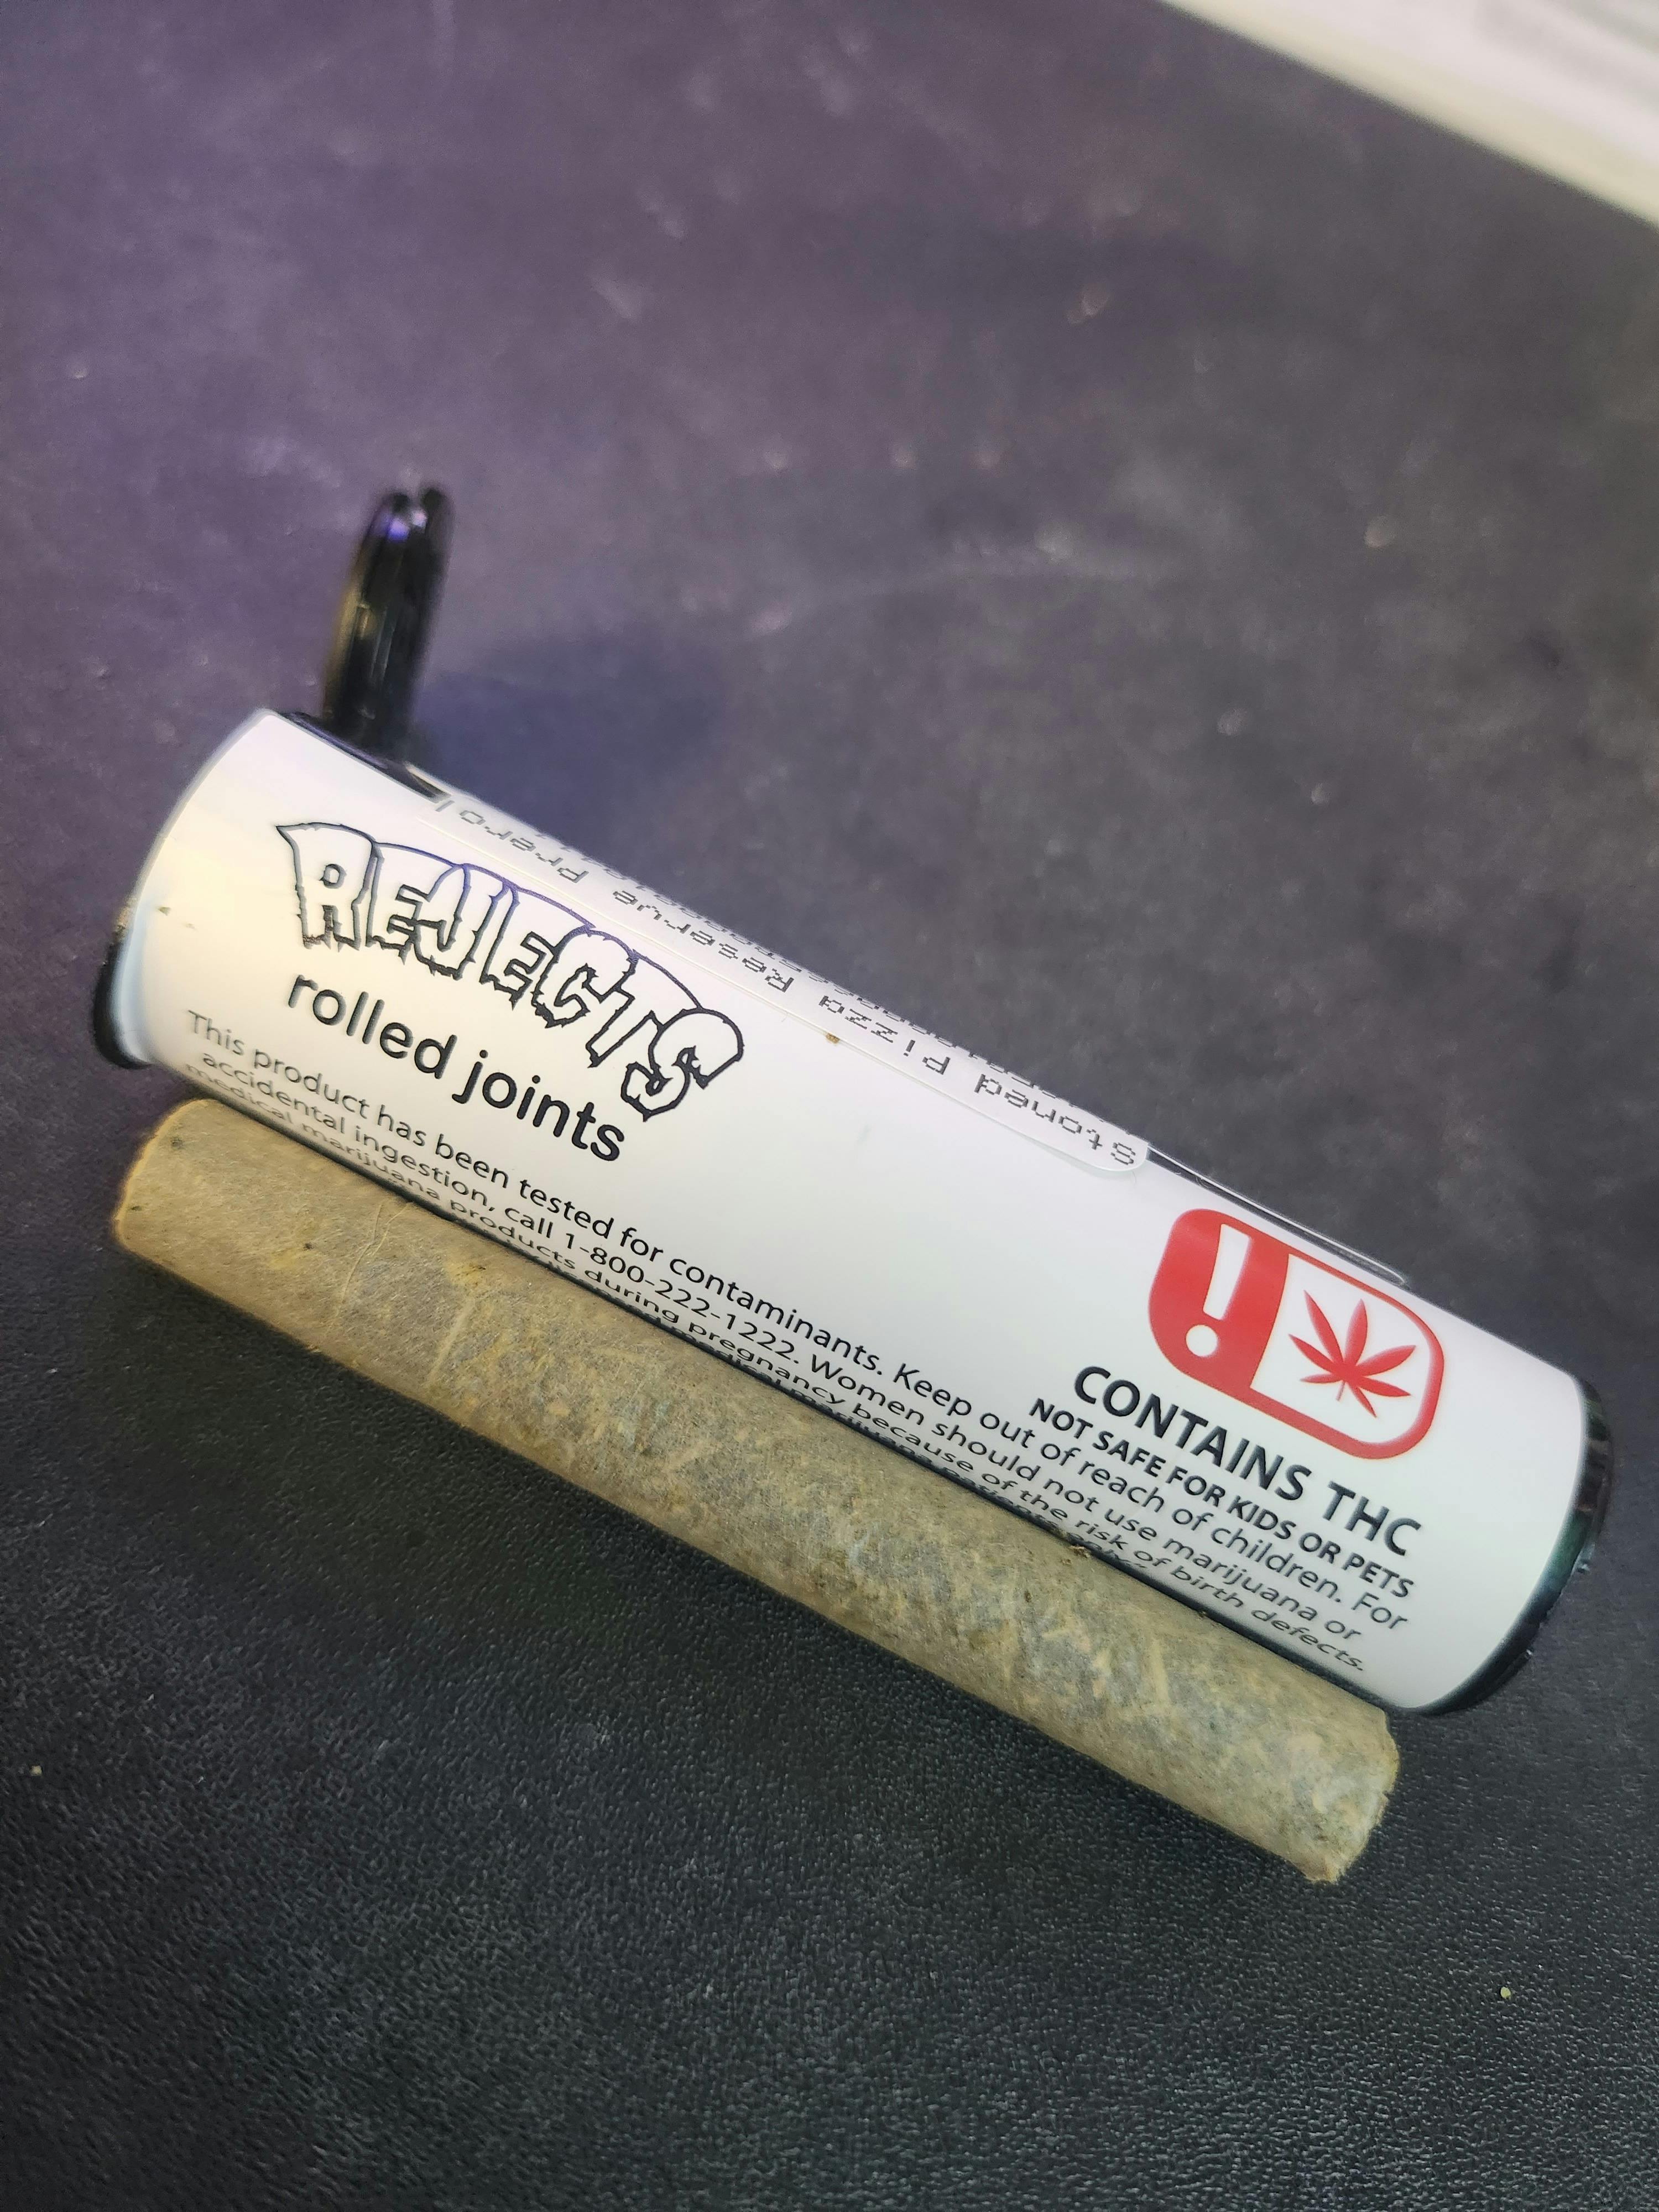 REJECTS
rolled joints
This product has been tested for contaminants. Keep out of reach of children. For
accidental ingestion, call 1-800-222-1222. Women should not use marijuana or
medical marijuana products during pregnancy because of the risk of birth defects.
CONTAINS THC
NOT SAFE FOR KIDS OR PETS
Stoned Pizza Reserve Preroll